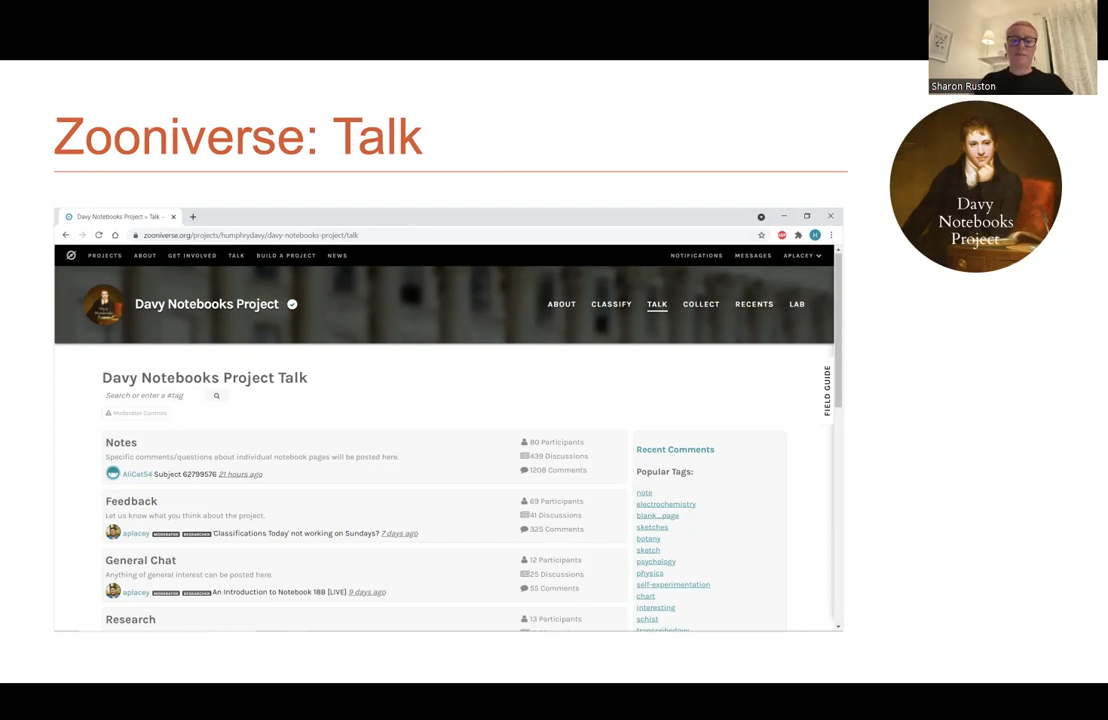 Sharon Ruston
Zooniverse: Talk
Davy
Notebooks
Project
Davy Notebooks Project » Talk
zooniverse.org/projects/humphrydavy/davy-notebooks-project/talk
PROJECTS ABOUT GET INVOLVED TALK BUILD A PROJECT NEWS NOTIFICATIONS MESSAGES APLACEY
Davy Notebooks Project ABOUT CLASSIFY TALK COLLECT RECENTS LAB
FIELD GUIDE
Davy Notebooks Project Talk
Search or enter a #tag
Moderator Controls
Notes
Specific comments/questions about individual notebook pages will be posted here.
AliCat54 Subject 62799576 21 hours ago
80 Participants
439 Discussions
1208 Comments
Feedback
Let us know what you think about the project.
aplacey MODERATOR RESEARCHER 'Classifications Today' not working on Sundays? 7 days ago
69 Participants
41 Discussions
325 Comments
General Chat
Anything of general interest can be posted here.
aplacey MODERATOR RESEARCHER An Introduction to Notebook 18B [LIVE] 9 days ago
12 Participants
25 Discussions
55 Comments
Research
13 Participants
Recent Comments
Popular Tags:
note
electrochemistry
blank_page
sketches
botany
sketch
psychology
physics
self-experimentation
chart
interesting
schist